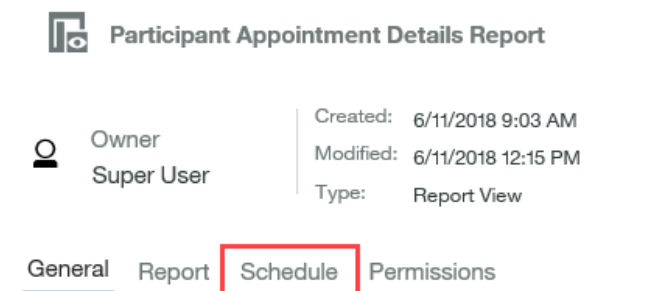 Participant Appointment Details Report
Owner
Super User
Created: 6/11/2018 9:03 AM
Modified: 6/11/2018 12:15 PM
Type: Report View
General Report Schedule Permissions